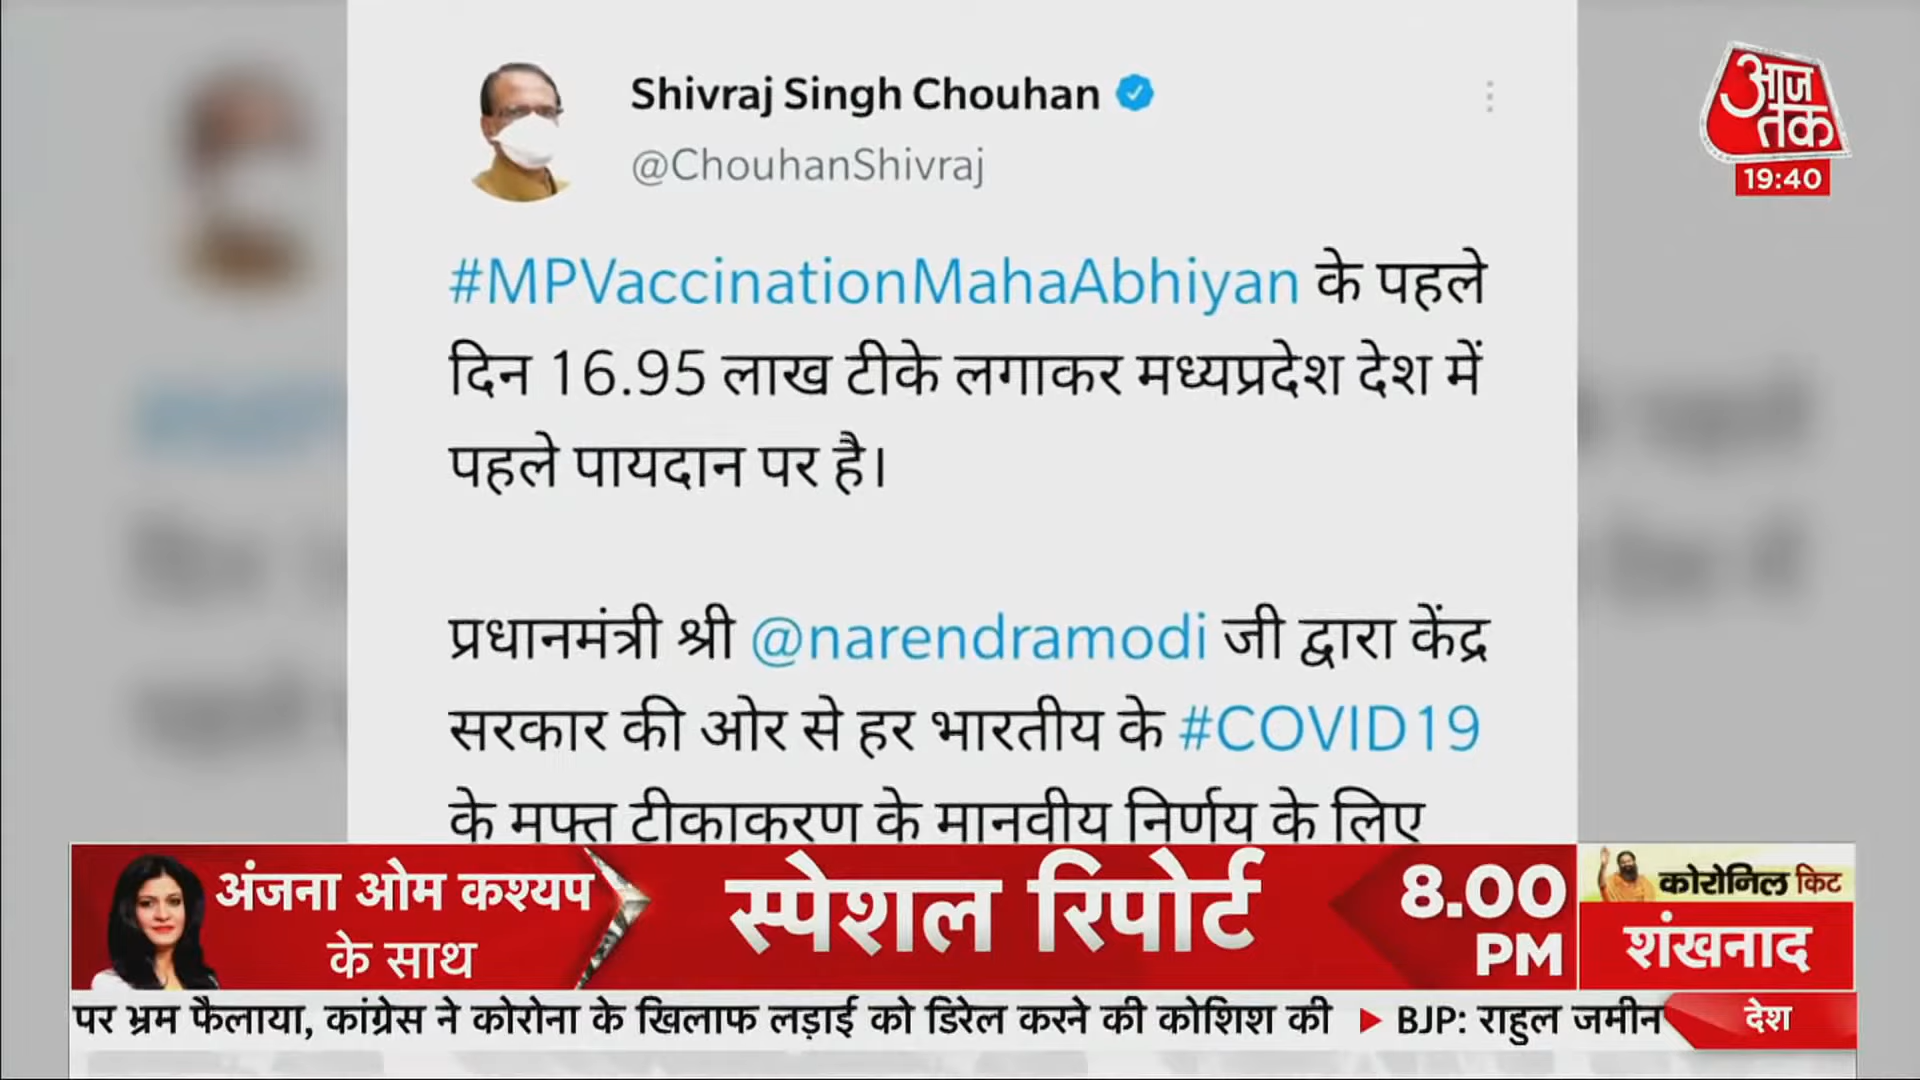 Shivraj Singh Chouhan
@ChouhanShivraj
आज
तक
19:40
#MPVaccinationMahaAbhiyan के पहले
दिन 16.95 लाख टीके लगाकर मध्यप्रदेश देश में
पहले पायदान पर है।
प्रधानमंत्री श्री @narendramodi जी द्वारा केंद्र
सरकार की ओर से हर भारतीय के #COVID19
के मुफ्त टीकाकरण के मानवीय निर्णय के लिए
अंजना ओम कश्यप
के साथ
स्पेशल रिपोर्ट
8.00
PM
कोरोनिल किट
शंखनाद
पर भ्रम फैलाया, कांग्रेस ने कोरोना के खिलाफ लड़ाई को डिरेल करने की कोशिश की ▶ BJP: राहुल जमीन
देश